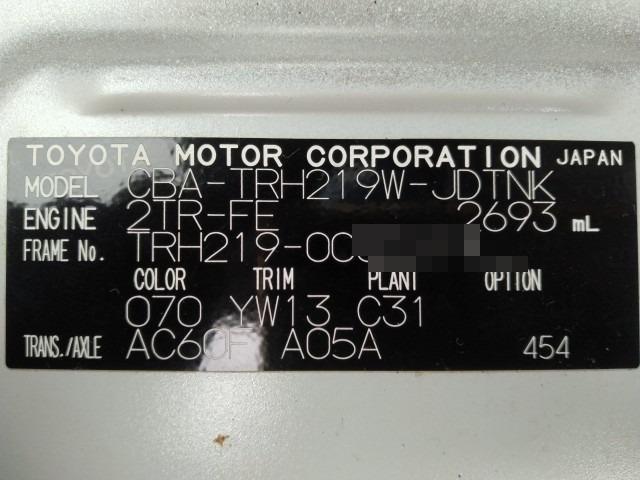 TOYOTA MOTOR CORPORATION JAPAN
MODEL CBA-TRH219W-JDTNK
ENGINE 2TR-FE 2693 mL
FRAME No. TRH219-00
COLOR TRIM PLANT OPTION
070 YW13 C31
TRANS./AXLE AC60F A05A 454